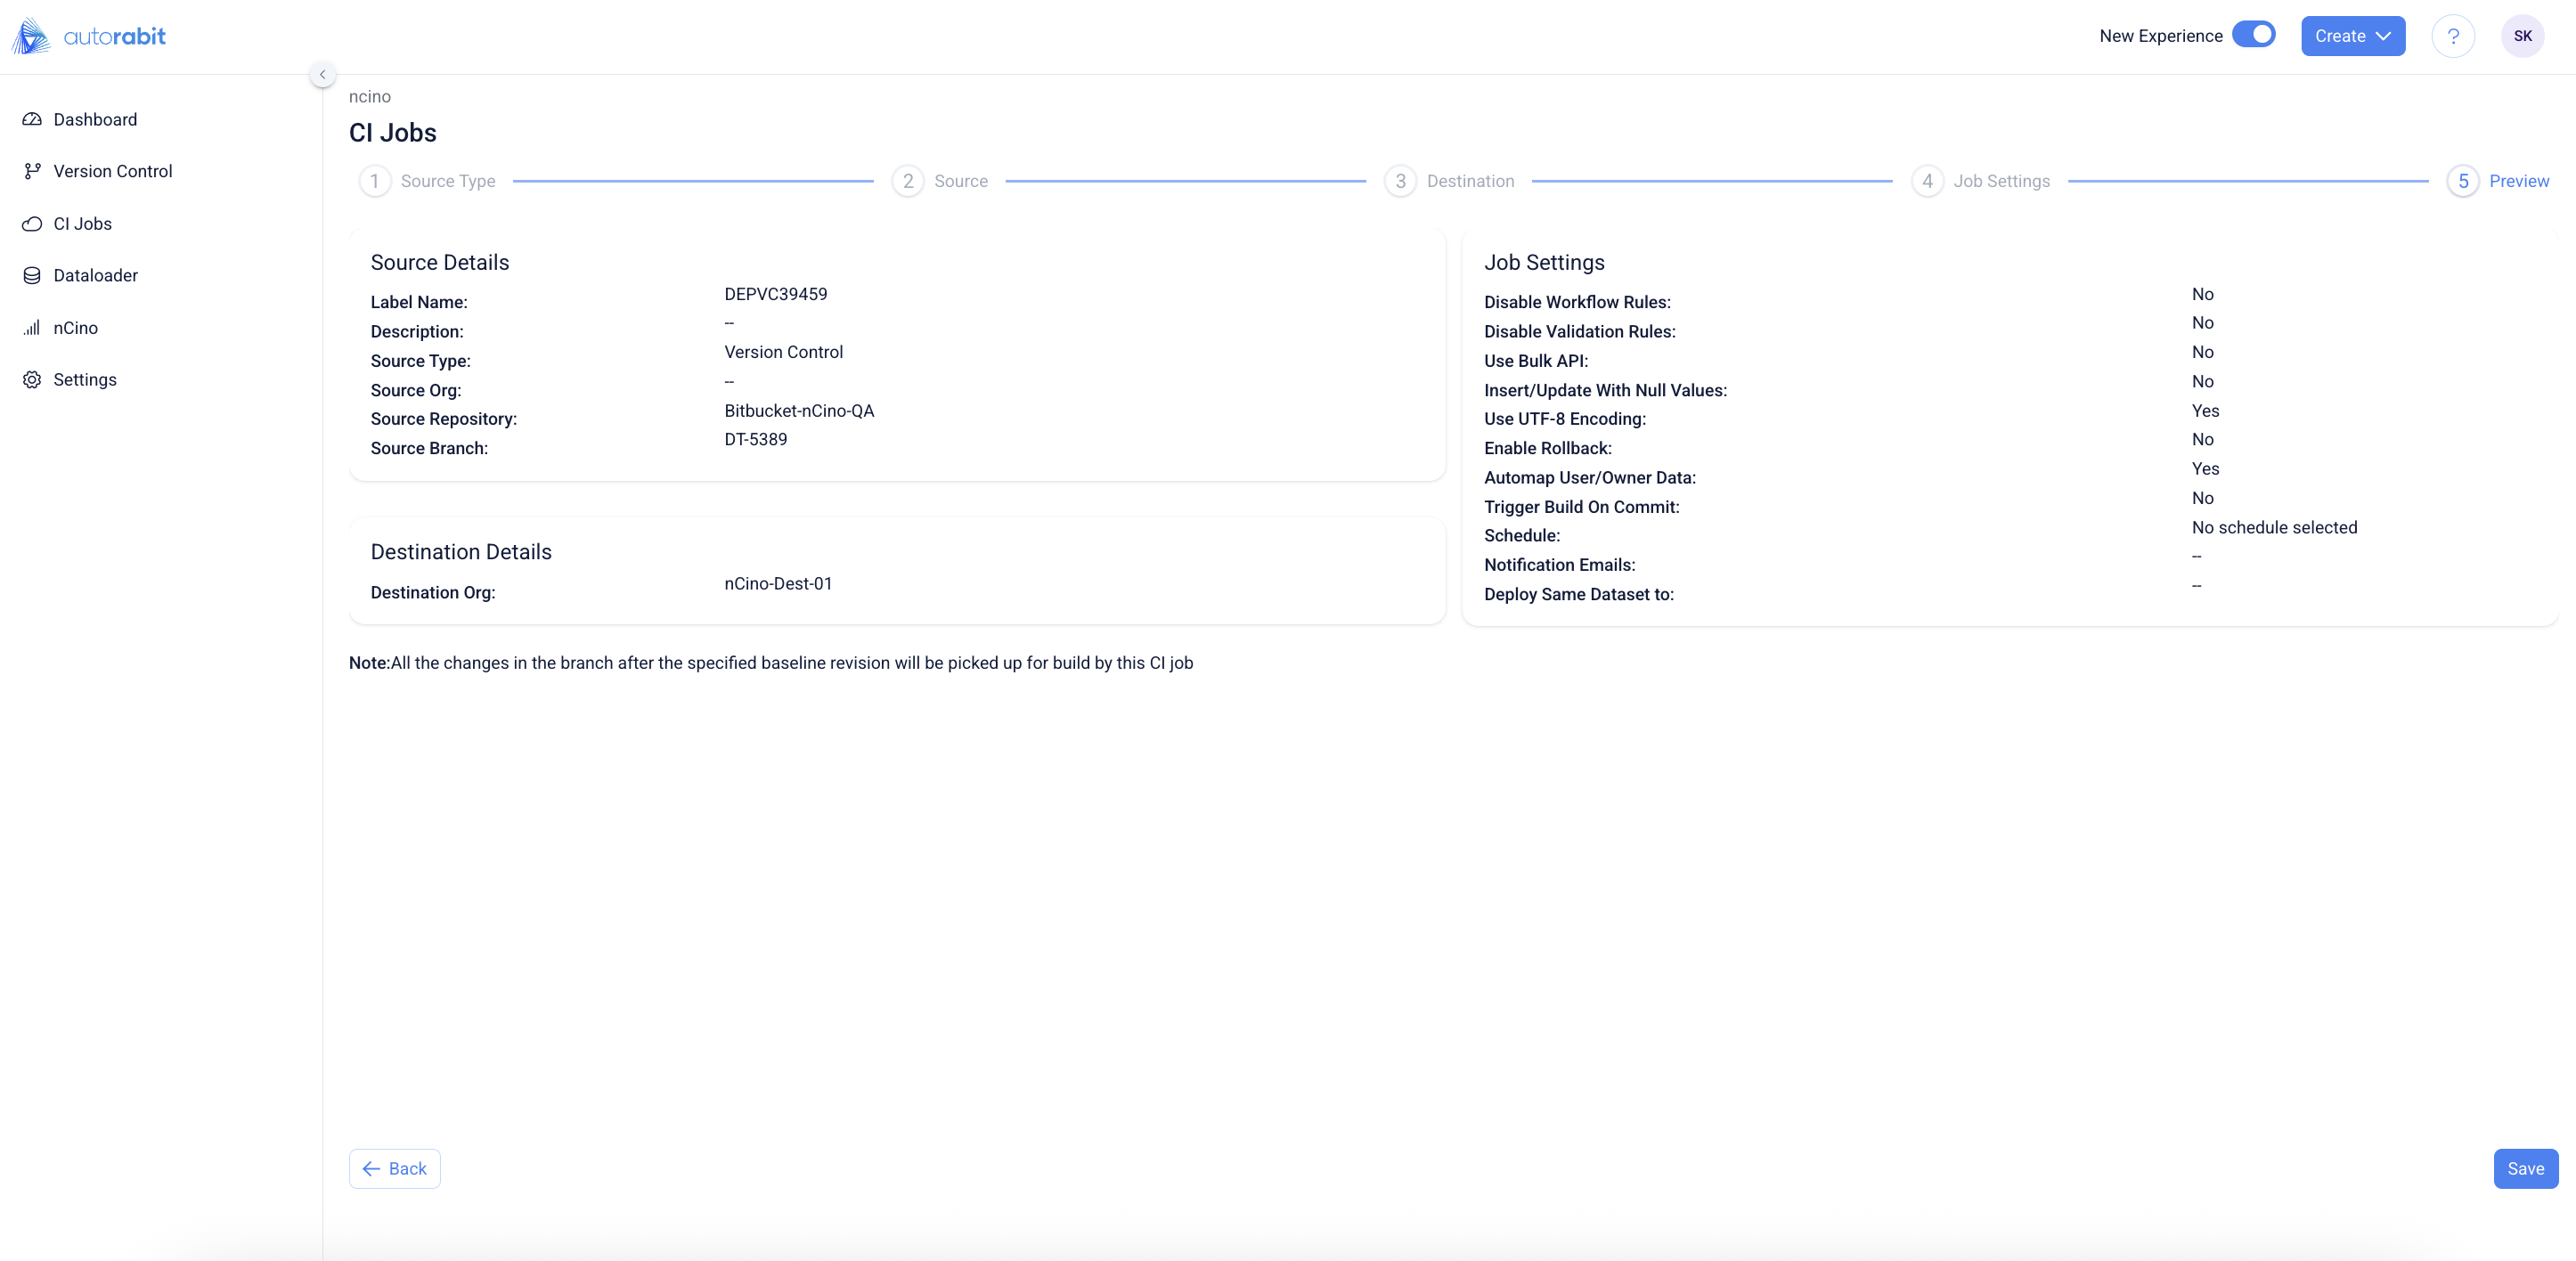 autorabit
New Experience
Create
?
SK
Dashboard
Version Control
CI Jobs
Dataloader
nCino
Settings
ncino
CI Jobs
1 Source Type
2 Source
3 Destination
4 Job Settings
5 Preview
Source Details
Label Name: DEPVC39459
Description: --
Source Type: Version Control
Source Org: --
Source Repository: Bitbucket-nCino-QA
Source Branch: DT-5389
Destination Details
Destination Org: nCino-Dest-01
Job Settings
Disable Workflow Rules: No
Disable Validation Rules: No
Use Bulk API: No
Insert/Update With Null Values: No
Use UTF-8 Encoding: Yes
Enable Rollback: No
Automap User/Owner Data: Yes
Trigger Build On Commit: No
Schedule: No schedule selected
Notification Emails: --
Deploy Same Dataset to: --
Note:All the changes in the branch after the specified baseline revision will be picked up for build by this CI job
Back
Save